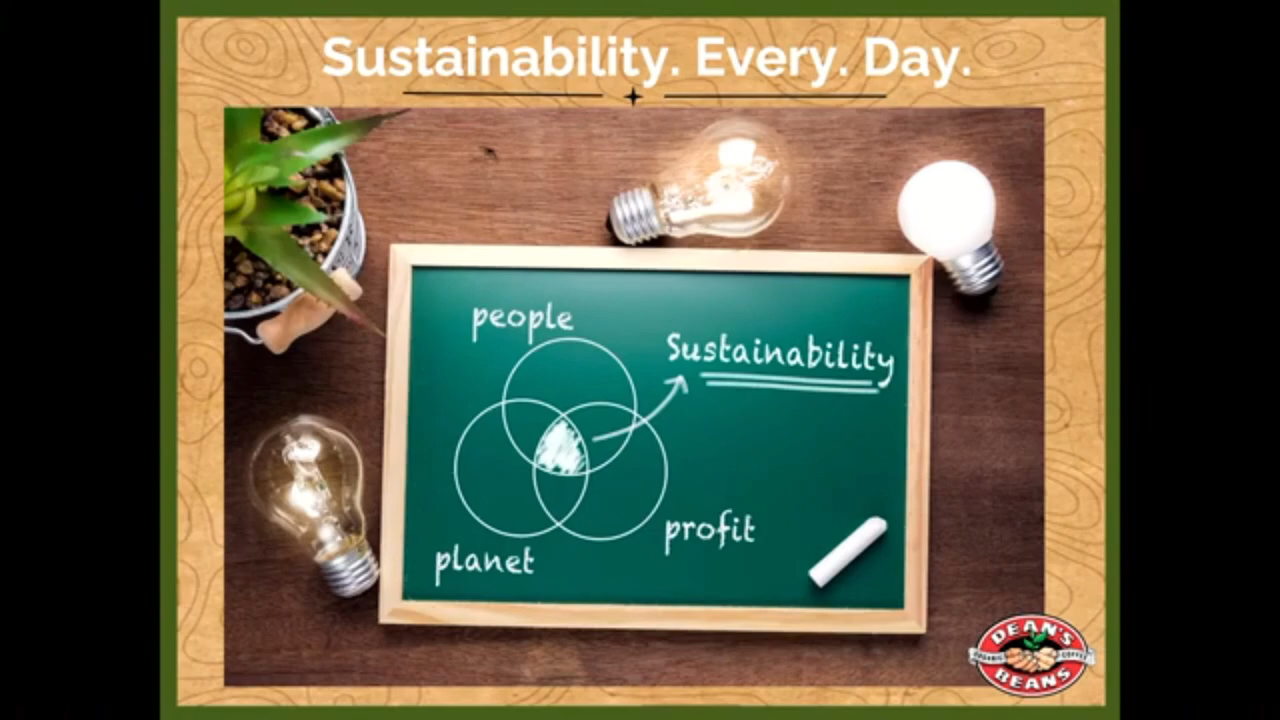 Sustainability. Every. Day.
people
Sustainability
profit
planet
DEAN'S
ORGANIC COFFEE
BEANS